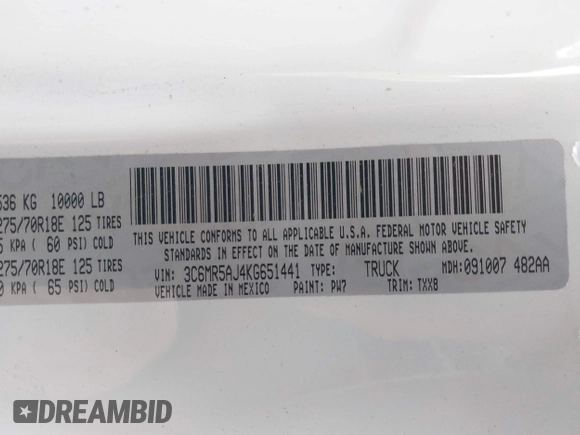 536 KG 10000 LB
275/70R18E 125 TIRES
5 KPA ( 60 PSI) COLD
275/70R18E 125 TIRES
0 KPA ( 65 PSI) COLD
THIS VEHICLE CONFORMS TO ALL APPLICABLE U.S.A. FEDERAL MOTOR VEHICLE SAFETY
STANDARDS IN EFFECT ON THE DATE OF MANUFACTURE SHOWN ABOVE.
VIN: 3C6MR5AJ4KG651441 TYPE: TRUCK MDH: 091007 482AA
VEHICLE MADE IN MEXICO PAINT: PW7 TRIM: TXX8
DREAMBID